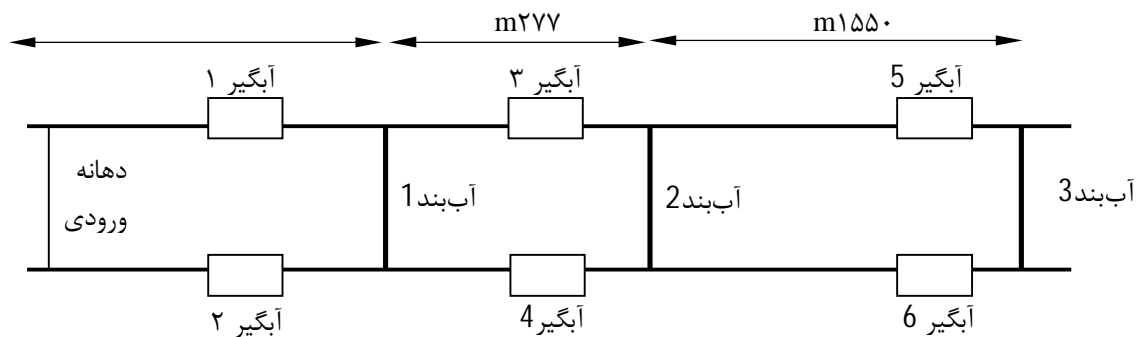 m۲۷۷
m۱۵۵۰
آبگیر ۱
آبگیر ۳
آبگیر 5
دهانه
ورودی
آب‌بند1
آب‌بند2
آب‌بند3
آبگیر ۲
آبگیر4
آبگیر 6